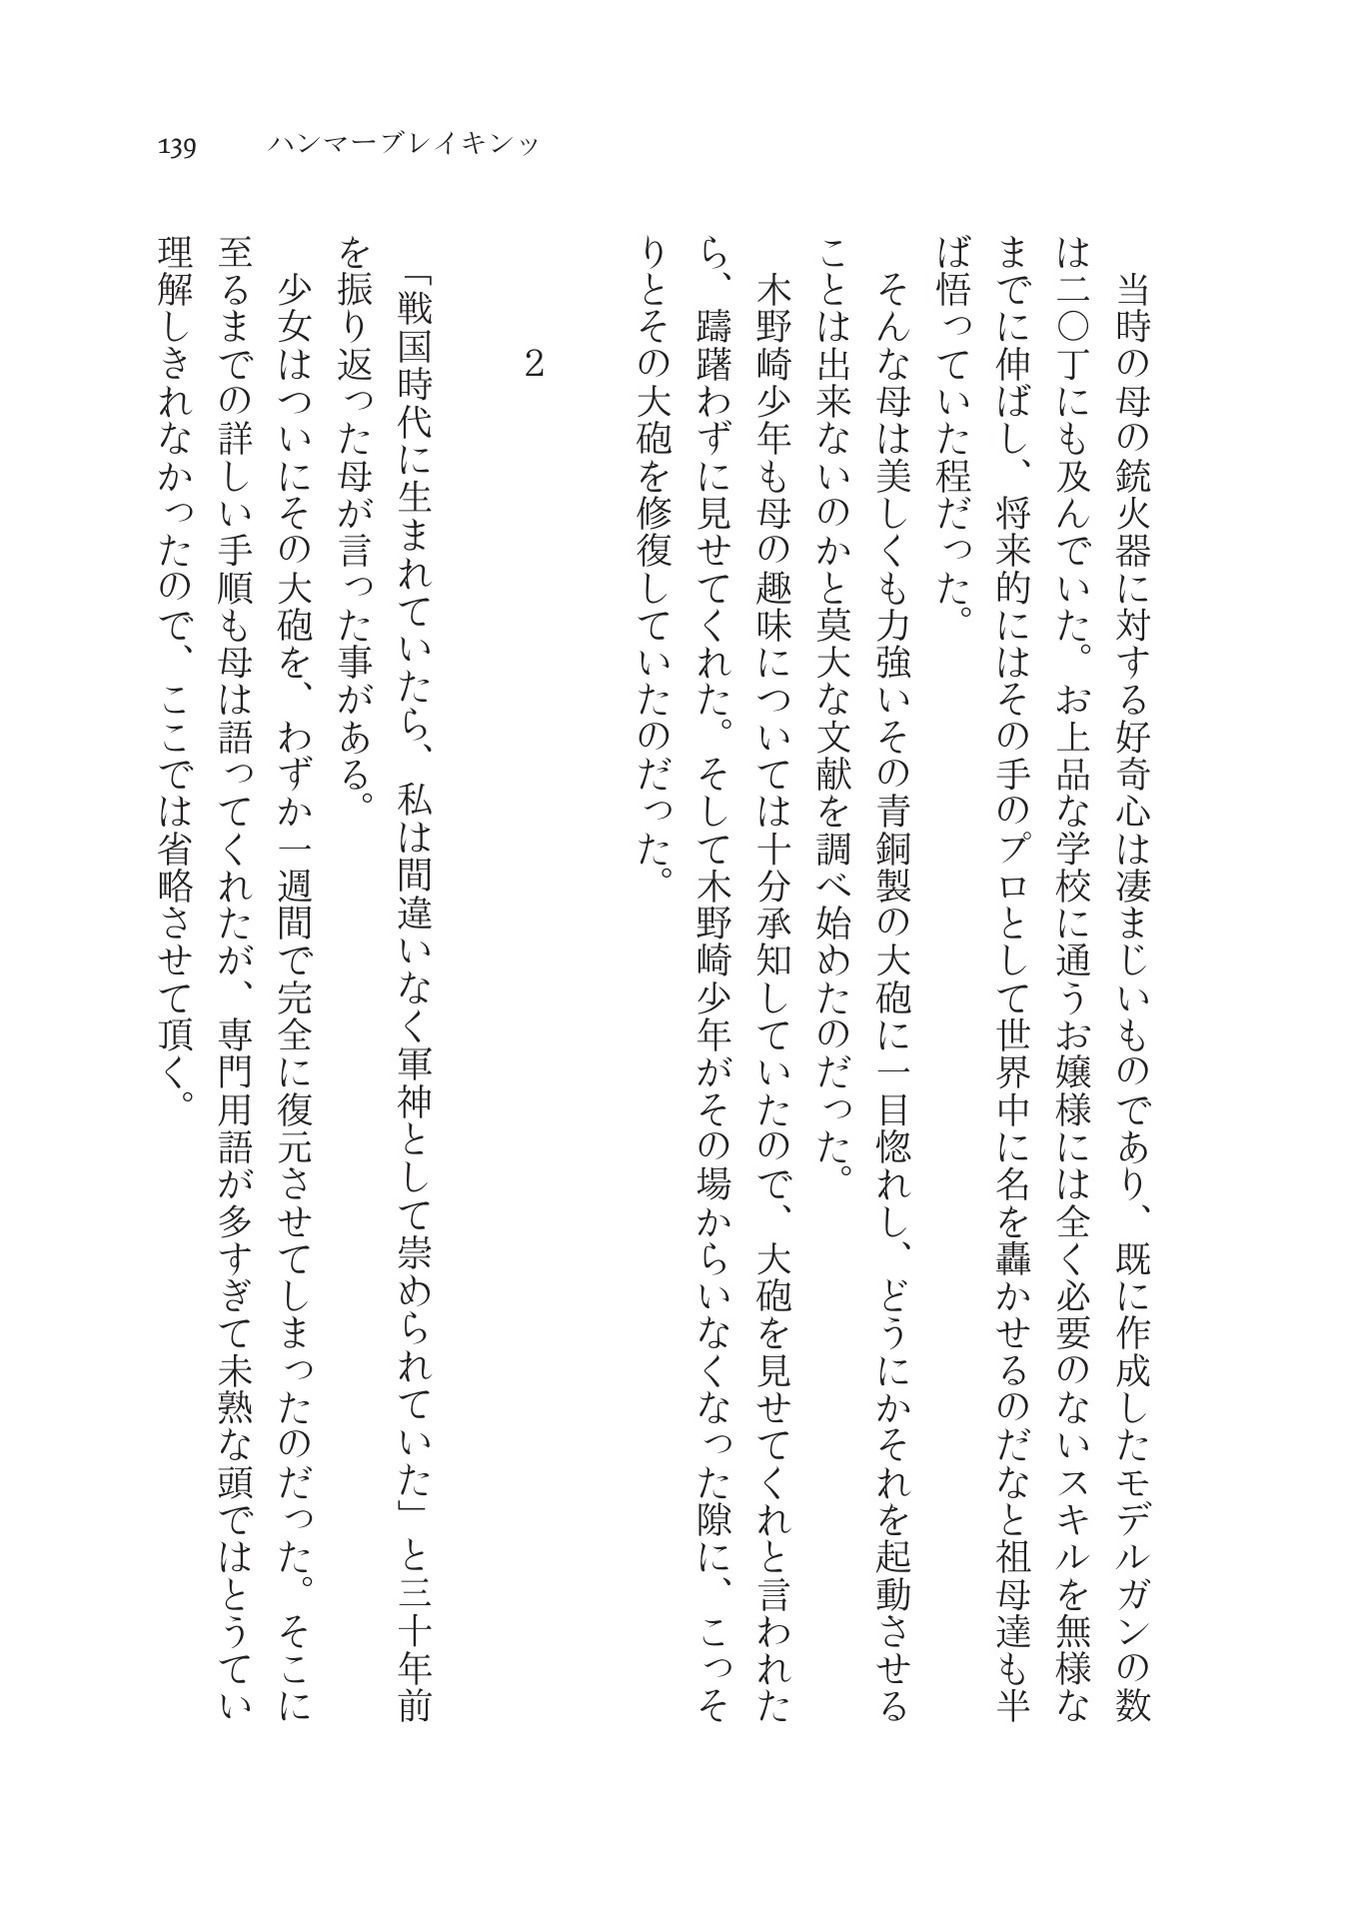 139 ハンマーブレイキンッ
当時の母の銃火器に対する好奇心は凄まじいものであり、既に作成したモデルガンの数
は二〇丁にも及んでいた。お上品な学校に通うお嬢様には全く必要のないスキルを無様な
までに伸ばし、将来的にはその手のプロとして世界中に名を轟かせるのだなと祖母達も半
ば悟っていた程だった。
そんな母は美しくも力強いその青銅製の大砲に一目惚れし、どうにかそれを起動させる
ことは出来ないのかと莫大な文献を調べ始めたのだった。
木野崎少年も母の趣味については十分承知していたので、大砲を見せてくれと言われた
ら、躊躇わずに見せてくれた。そして木野崎少年がその場からいなくなった隙に、こっそ
りとその大砲を修復していたのだった。
2
「戦国時代に生まれていたら、私は間違いなく軍神として崇められていた」と三十年前
を振り返った母が言った事がある。
少女はついにその大砲を、わずか一週間で完全に復元させてしまったのだった。そこに
至るまでの詳しい手順も母は語ってくれたが、専門用語が多すぎて未熟な頭ではとうてい
理解しきれなかったので、ここでは省略させて頂く。